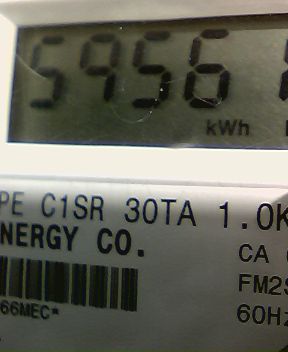 5956
kWh
PE C1SR 30TA 1.0K
NERGY CO.
CA
FM2S
66MEC*
60Hz